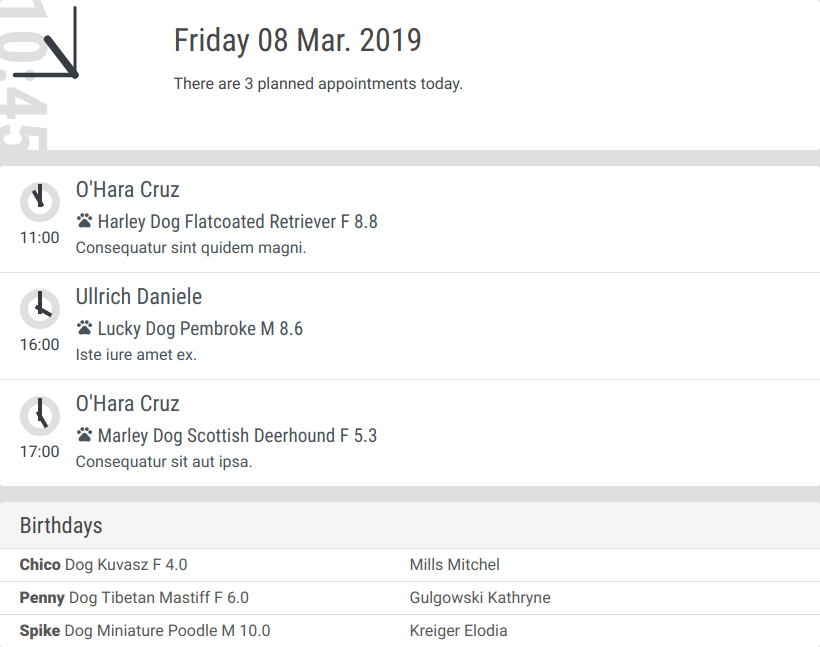 10:45
Friday 08 Mar. 2019
There are 3 planned appointments today.
O'Hara Cruz
Harley Dog Flatcoated Retriever F 8.8
11:00
Consequatur sint quidem magni.
Ullrich Daniele
Lucky Dog Pembroke M 8.6
16:00
Iste iure amet ex.
O'Hara Cruz
Marley Dog Scottish Deerhound F 5.3
17:00
Consequatur sit aut ipsa.
Birthdays
Chico Dog Kuvasz F 4.0 Mills Mitchel
Penny Dog Tibetan Mastiff F 6.0 Gulgowski Kathryne
Spike Dog Miniature Poodle M 10.0 Kreiger Elodia